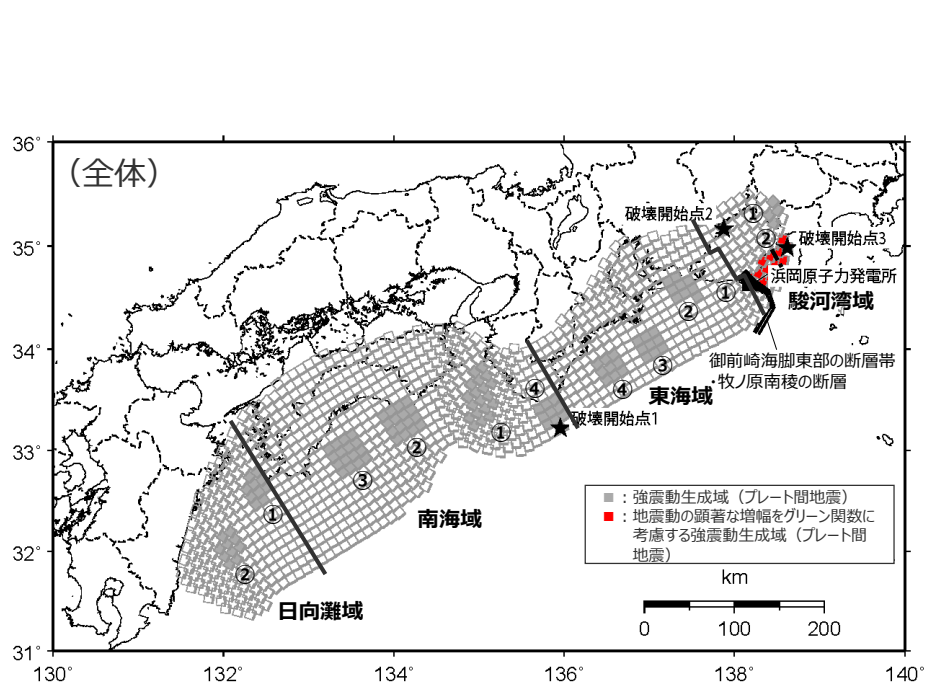 36°
(全体)
破壊開始点2
①
35°
②
破壊開始点3
浜岡原子力発電所
①
駿河湾域
②
34°
御前崎海脚東部の断層帯
・牧ノ原南稜の断層
③
④
④
東海域
破壊開始点1
①
②
33°
③
■：強震動生成域（プレート間地震）
■：地震動の顕著な増幅をグリーン関数に
考慮する強震動生成域（プレート間
地震）
①
南海域
32°
②
km
日向灘域
0 100 200
31°
130 132° 134° 136° 138° 140°